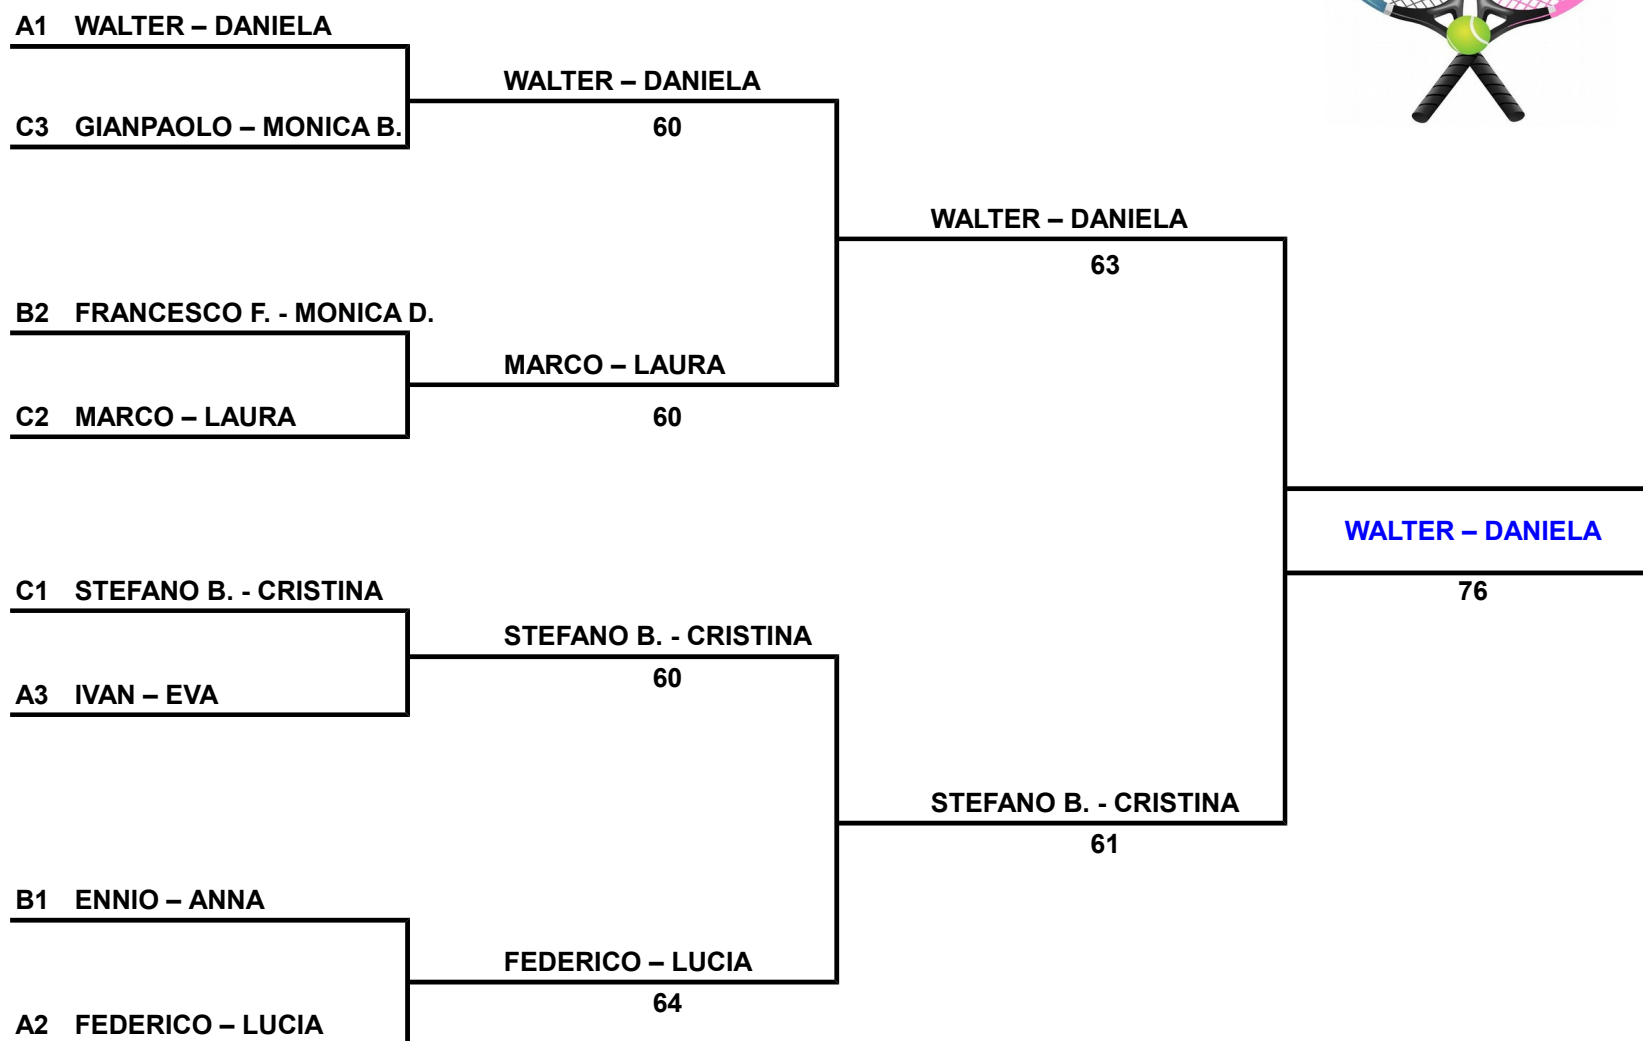 A1 WALTER – DANIELA
WALTER – DANIELA
C3 GIANPAOLO – MONICA B.
60
WALTER – DANIELA
63
B2 FRANCESCO F. - MONICA D.
MARCO – LAURA
C2 MARCO – LAURA
60
WALTER – DANIELA
76
C1 STEFANO B. - CRISTINA
STEFANO B. - CRISTINA
60
A3 IVAN – EVA
STEFANO B. - CRISTINA
61
B1 ENNIO – ANNA
FEDERICO – LUCIA
64
A2 FEDERICO – LUCIA